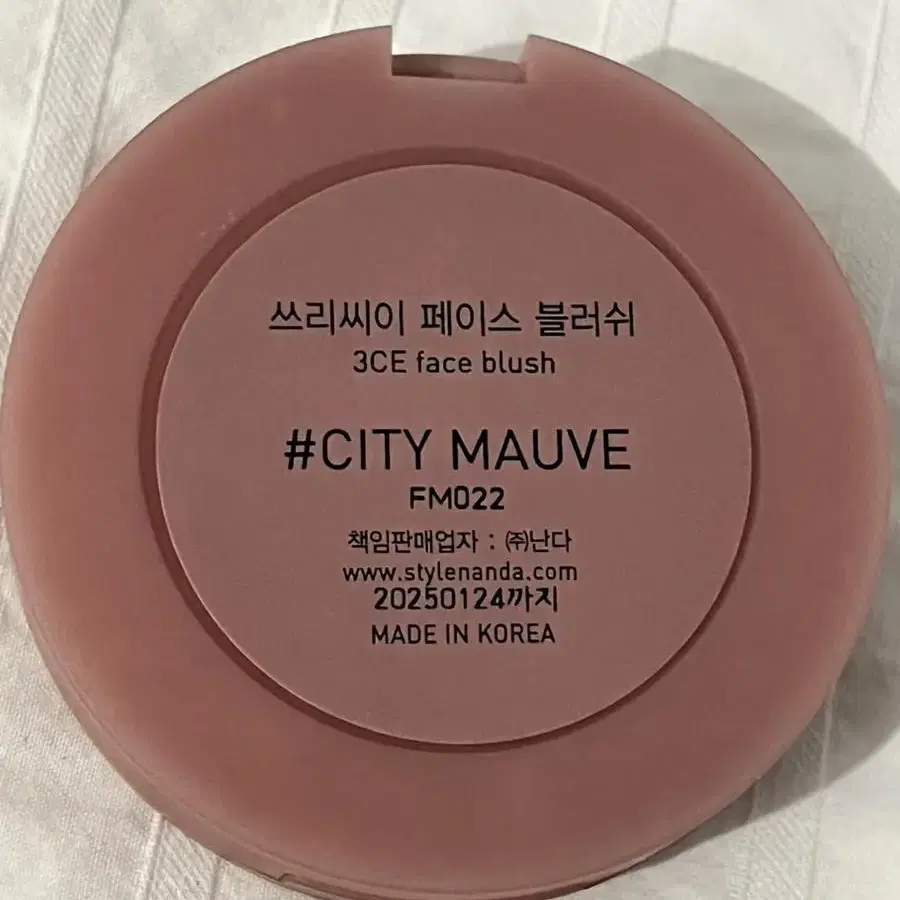 쓰리씨이 페이스 블러쉬
3CE face blush
#CITY MAUVE
FM022
책임판매업자 : ㈜난다
www.stylenanda.com
20250124까지
MADE IN KOREA